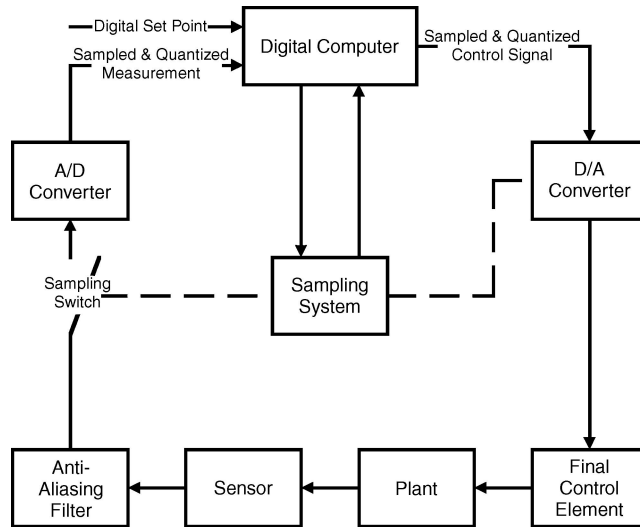 Digital Set Point
Sampled & Quantized
Measurement
Digital Computer
Sampled & Quantized
Control Signal
A/D
Converter
D/A
Converter
Sampling
Switch
Sampling
System
Anti-
Aliasing
Filter
Sensor
Plant
Final
Control
Element